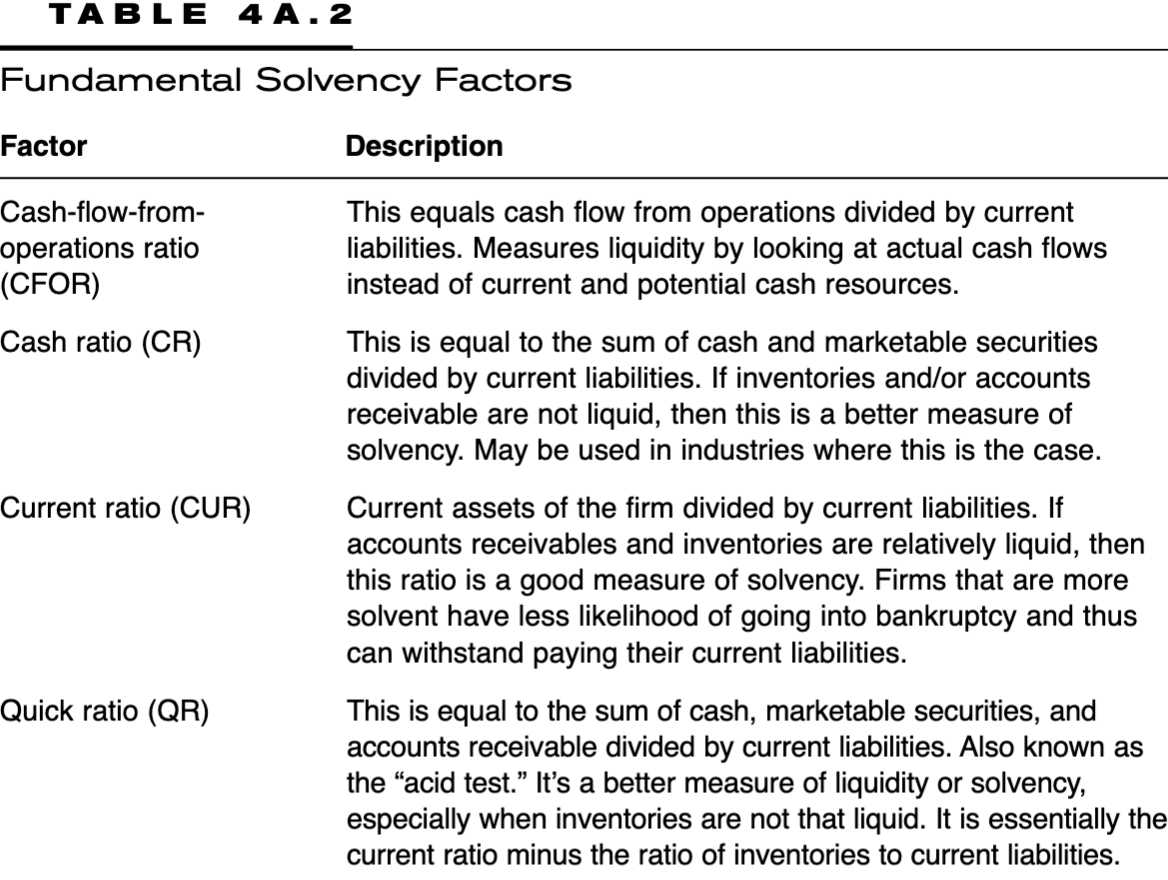 TABLE 4A.2
Fundamental Solvency Factors
Factor Description
Cash-flow-from-
operations ratio
(CFOR)
This equals cash flow from operations divided by current
liabilities. Measures liquidity by looking at actual cash flows
instead of current and potential cash resources.
Cash ratio (CR)
This is equal to the sum of cash and marketable securities
divided by current liabilities. If inventories and/or accounts
receivable are not liquid, then this is a better measure of
solvency. May be used in industries where this is the case.
Current ratio (CUR)
Current assets of the firm divided by current liabilities. If
accounts receivables and inventories are relatively liquid, then
this ratio is a good measure of solvency. Firms that are more
solvent have less likelihood of going into bankruptcy and thus
can withstand paying their current liabilities.
Quick ratio (QR)
This is equal to the sum of cash, marketable securities, and
accounts receivable divided by current liabilities. Also known as
the “acid test.” It’s a better measure of liquidity or solvency,
especially when inventories are not that liquid. It is essentially the
current ratio minus the ratio of inventories to current liabilities.